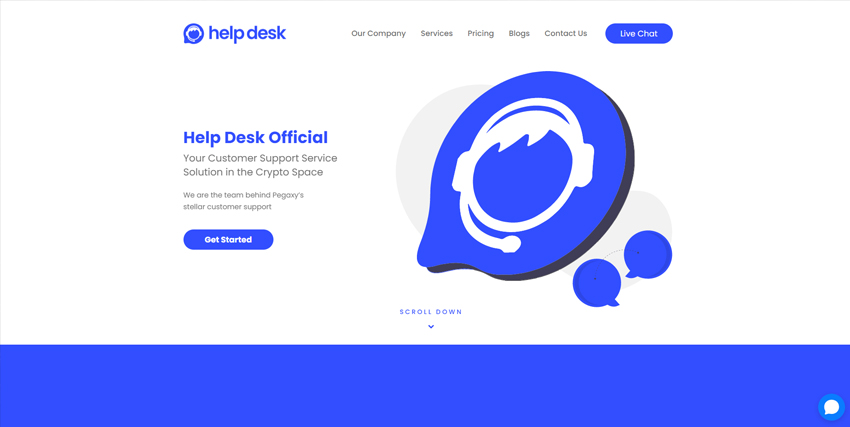 help desk
Our Company
Services
Pricing
Blogs
Contact Us
Live Chat
Help Desk Official
Your Customer Support Service
Solution in the Crypto Space
We are the team behind Pegaxy's
stellar customer support
Get Started
SCROLL DOWN